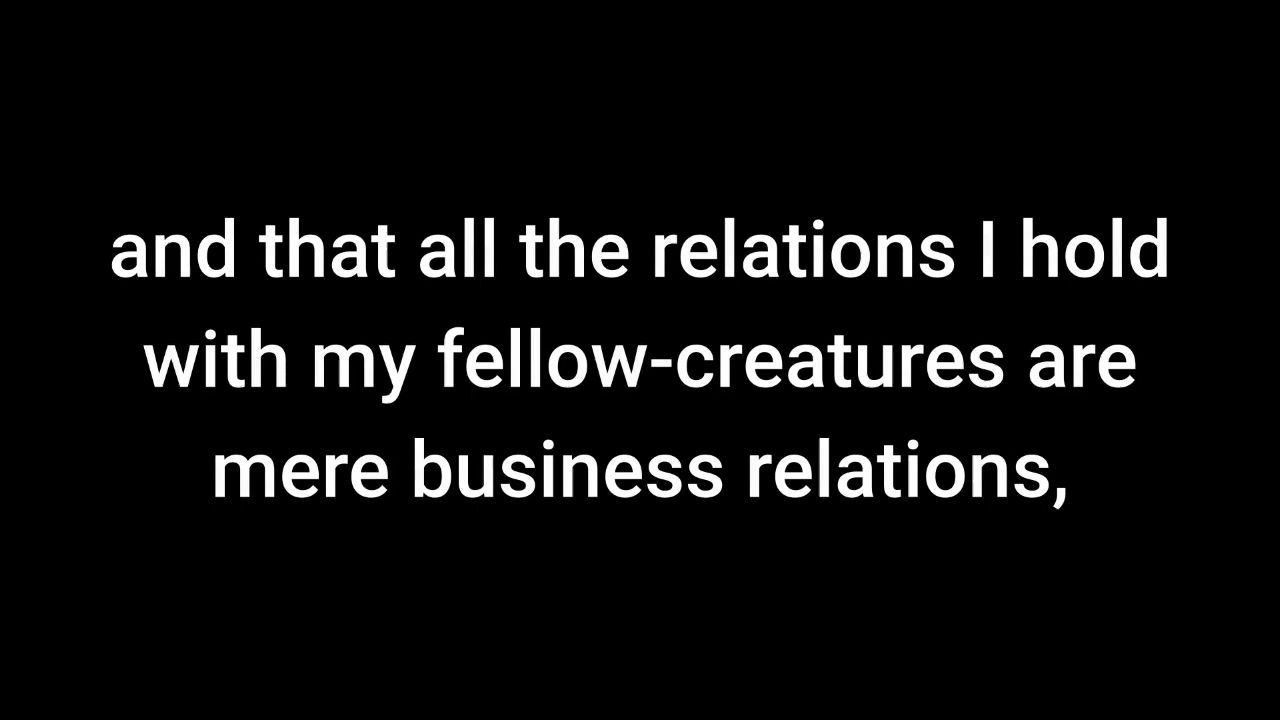 and that all the relations I hold
with my fellow-creatures are
mere business relations,